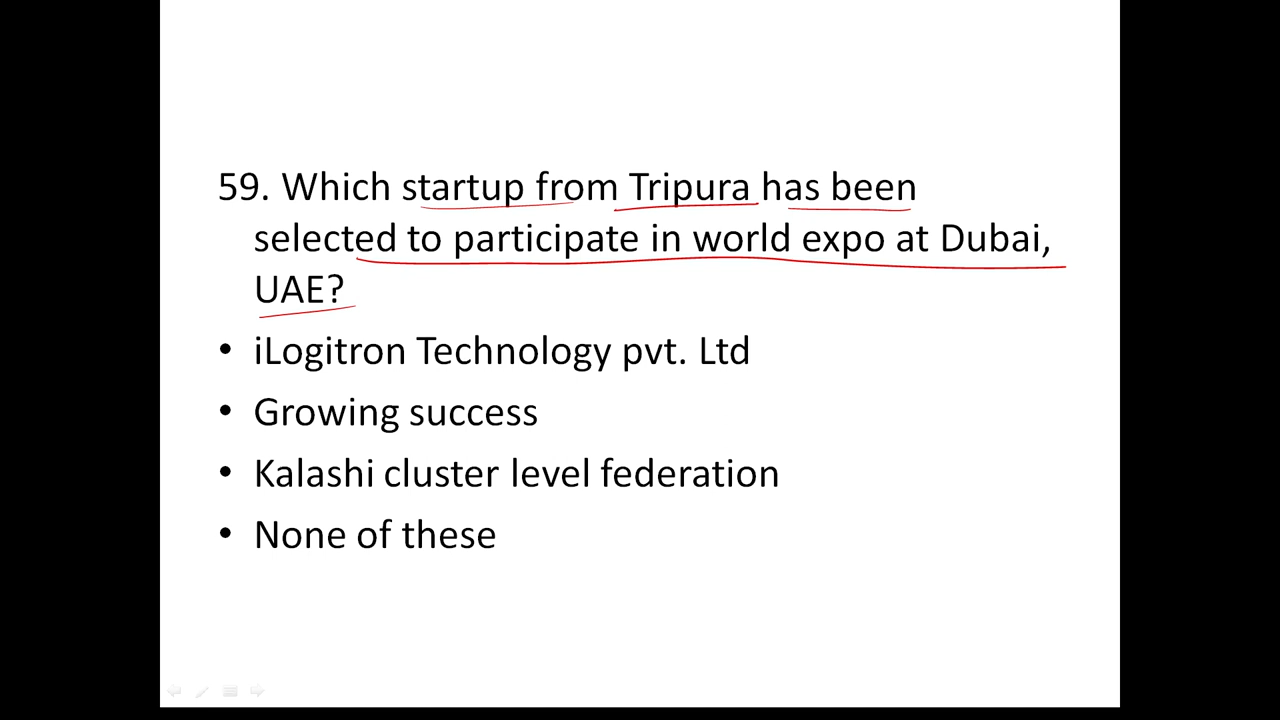 59. Which startup from Tripura has been
selected to participate in world expo at Dubai,
UAE?
• iLogitron Technology pvt. Ltd
• Growing success
• Kalashi cluster level federation
• None of these